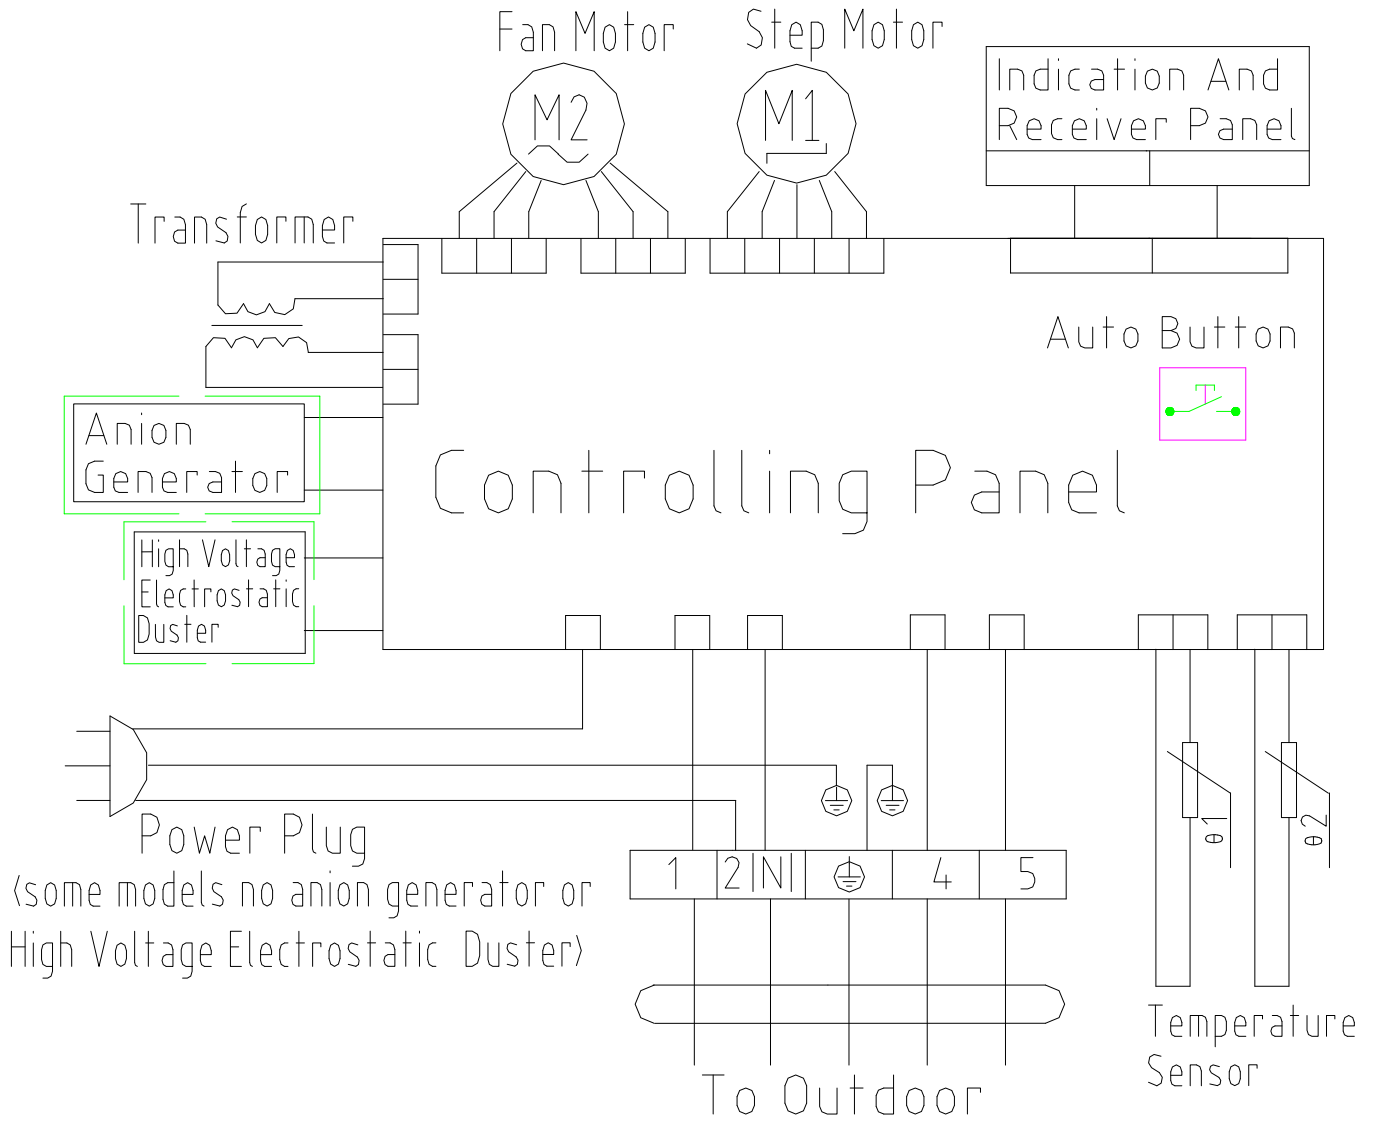 Fan Motor
Step Motor
M2
M1
Indication And
Receiver Panel
Transformer
Auto Button
Anion
Generator
Controlling Panel
High Voltage
Electrostatic
Duster
Power Plug
(some models no anion generator or
High Voltage Electrostatic Duster)
1 2|N| 4 5
θ1
θ2
Temperature
Sensor
To Outdoor